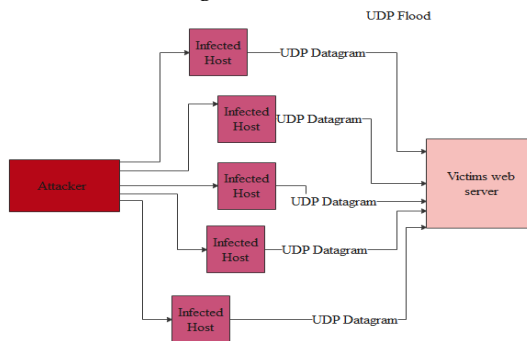 UDP Flood
Infected
Host
UDP Datagram
Infected
Host
UDP Datagram
Attacker
Infected
Host
UDP Datagram
Victims web
server
Infected
Host
UDP Datagram
Infected
Host
UDP Datagram